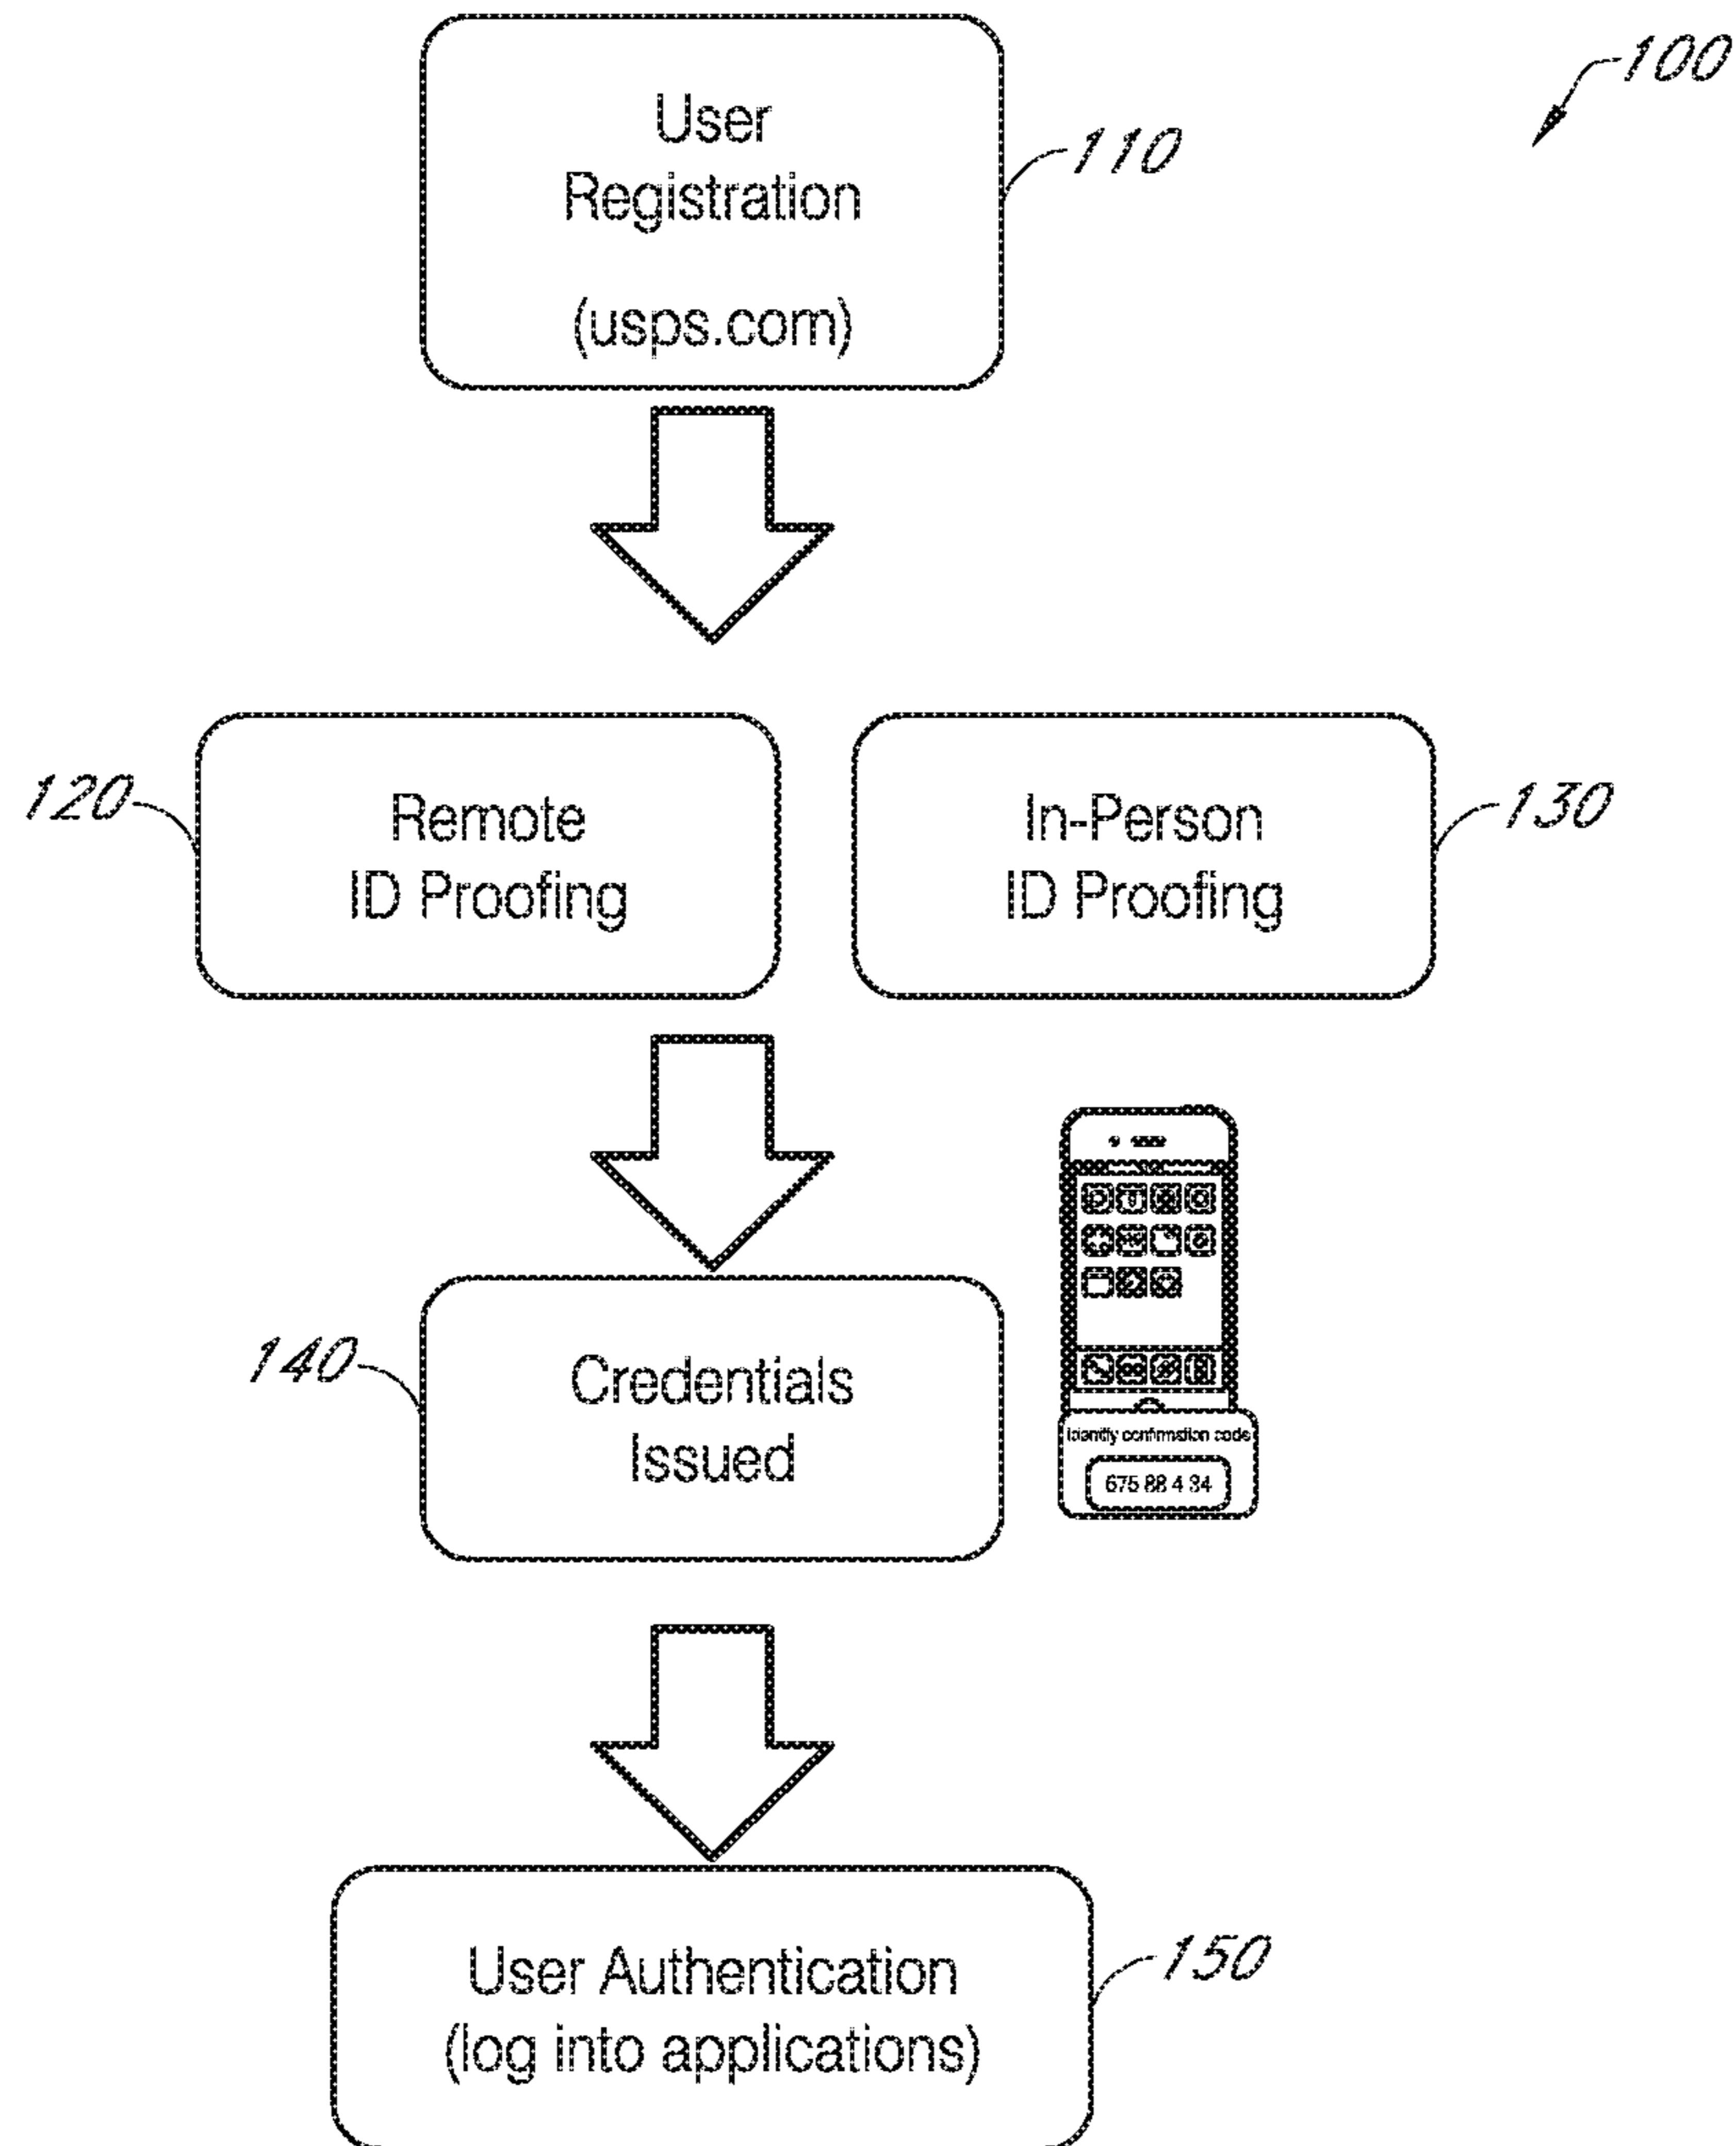 100
User
Registration
(usps.com)
110
120
Remote
ID Proofing
In-Person
ID Proofing
130
140
Credentials
Issued
Identify confirmation code
675 88 4 34
User Authentication
(log into applications)
150